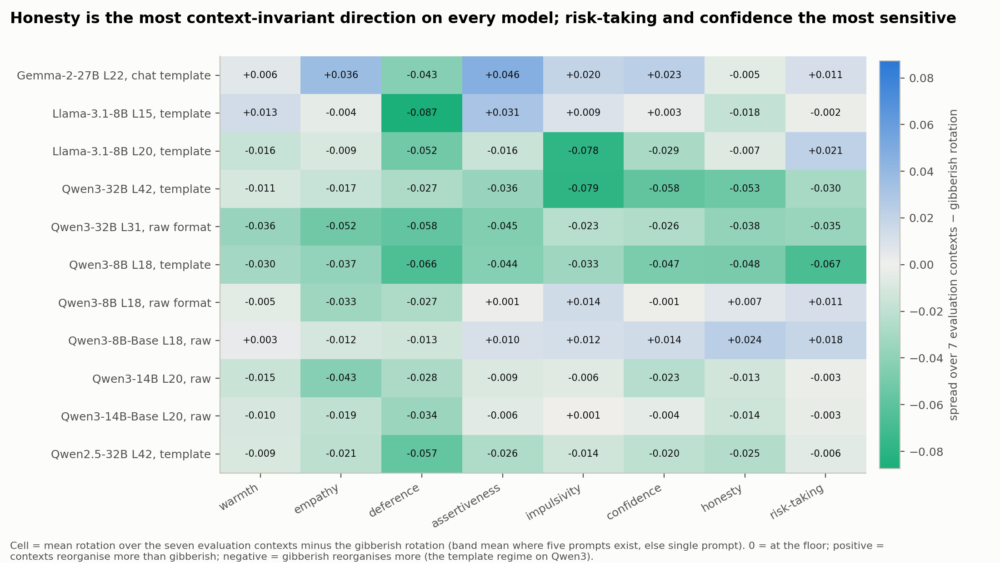 Honesty is the most context-invariant direction on every model; risk-taking and confidence the most sensitive
Gemma-2-27B L22, chat template +0.006 +0.036 -0.043 +0.046 +0.020 +0.023 -0.005 +0.011
Llama-3.1-8B L15, template +0.013 -0.004 -0.087 +0.031 +0.009 +0.003 -0.018 -0.002
Llama-3.1-8B L20, template -0.016 -0.009 -0.052 -0.016 -0.078 -0.029 -0.007 +0.021
Qwen3-32B L42, template -0.011 -0.017 -0.027 -0.036 -0.079 -0.058 -0.053 -0.030
Qwen3-32B L31, raw format -0.036 -0.052 -0.058 -0.045 -0.023 -0.026 -0.038 -0.035
Qwen3-8B L18, template -0.030 -0.037 -0.066 -0.044 -0.033 -0.047 -0.048 -0.067
Qwen3-8B L18, raw format -0.005 -0.033 -0.027 +0.001 +0.014 -0.001 +0.007 +0.011
Qwen3-8B-Base L18, raw +0.003 -0.012 -0.013 +0.010 +0.012 +0.014 +0.024 +0.018
Qwen3-14B L20, raw -0.015 -0.043 -0.028 -0.009 -0.006 -0.023 -0.013 -0.003
Qwen3-14B-Base L20, raw -0.010 -0.019 -0.034 -0.006 +0.001 -0.004 -0.014 -0.003
Qwen2.5-32B L42, template -0.009 -0.021 -0.057 -0.026 -0.014 -0.020 -0.025 -0.006
warmth empathy deference assertiveness impulsivity confidence honesty risk-taking
0.08
0.06
0.04
0.02
0.00
−0.02
−0.04
−0.06
−0.08
spread over 7 evaluation contexts − gibberish rotation
Cell = mean rotation over the seven evaluation contexts minus the gibberish rotation (band mean where five prompts exist, else single prompt). 0 = at the floor; positive =
contexts reorganise more than gibberish; negative = gibberish reorganises more (the template regime on Qwen3).